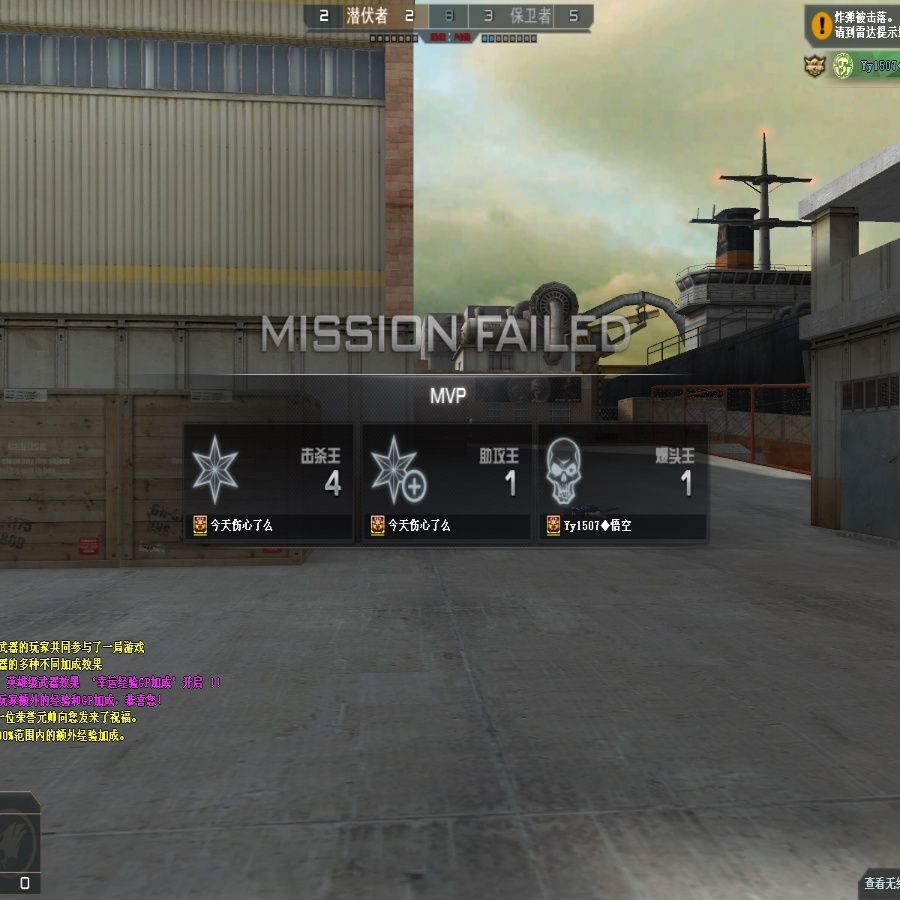 2 潜伏者 2 8 3 保卫者 5
炸弹被击落。
请到雷达提示
Yy1507
MISSION FAILED
MVP
击杀王
4
今天伤心了么
助攻王
1
今天伤心了么
爆头王
1
Yy1507◆悟空
武器的玩家共同参与了一局游戏
器的多种不同加成效果
英雄级武器效果 '幸运经验GP加成' 开启 !!
玩家额外的经验和GP加成，恭喜您!
一位荣誉元帅向您发来了祝福。
00%范围内的额外经验加成。
0
查看无